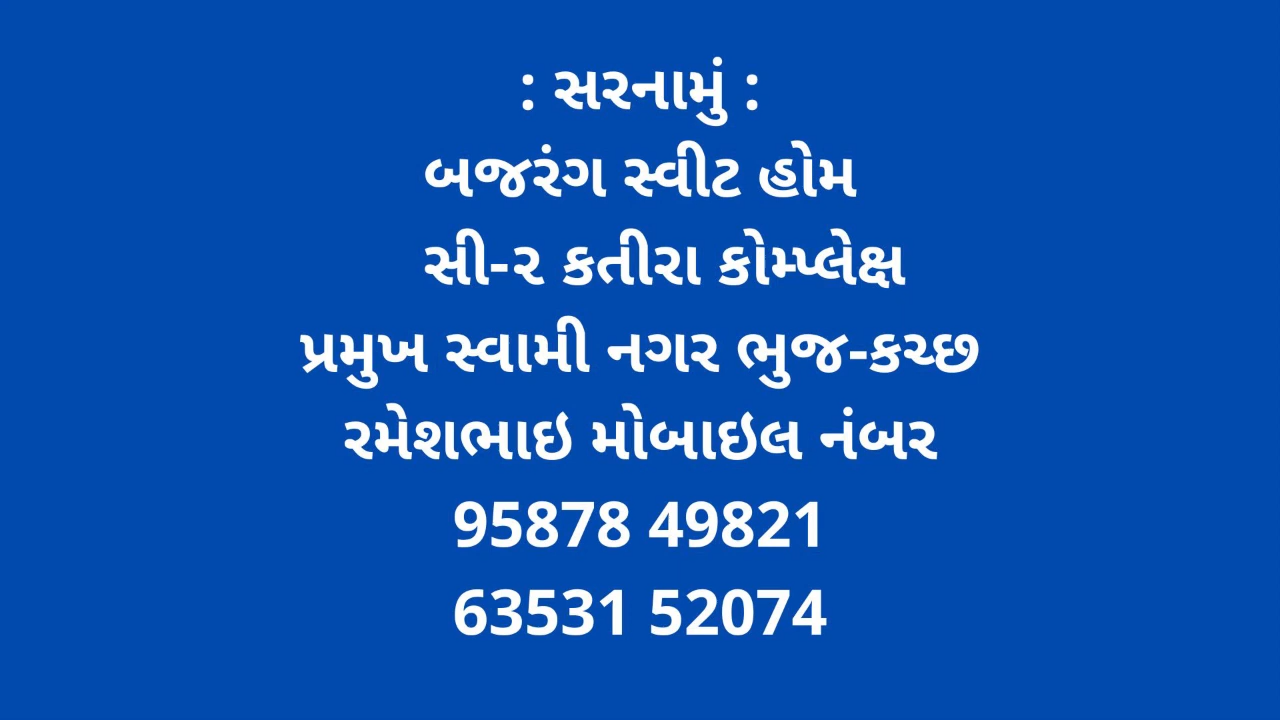 : સરનામું :
બજરંગ સ્વીટ હોમ
સી-૨ કતીરા કોમ્પ્લેક્ષ
પ્રમુખ સ્વામી નગર ભુજ-કચ્છ
રમેશભાઇ મોબાઇલ નંબર
95878 49821
63531 52074